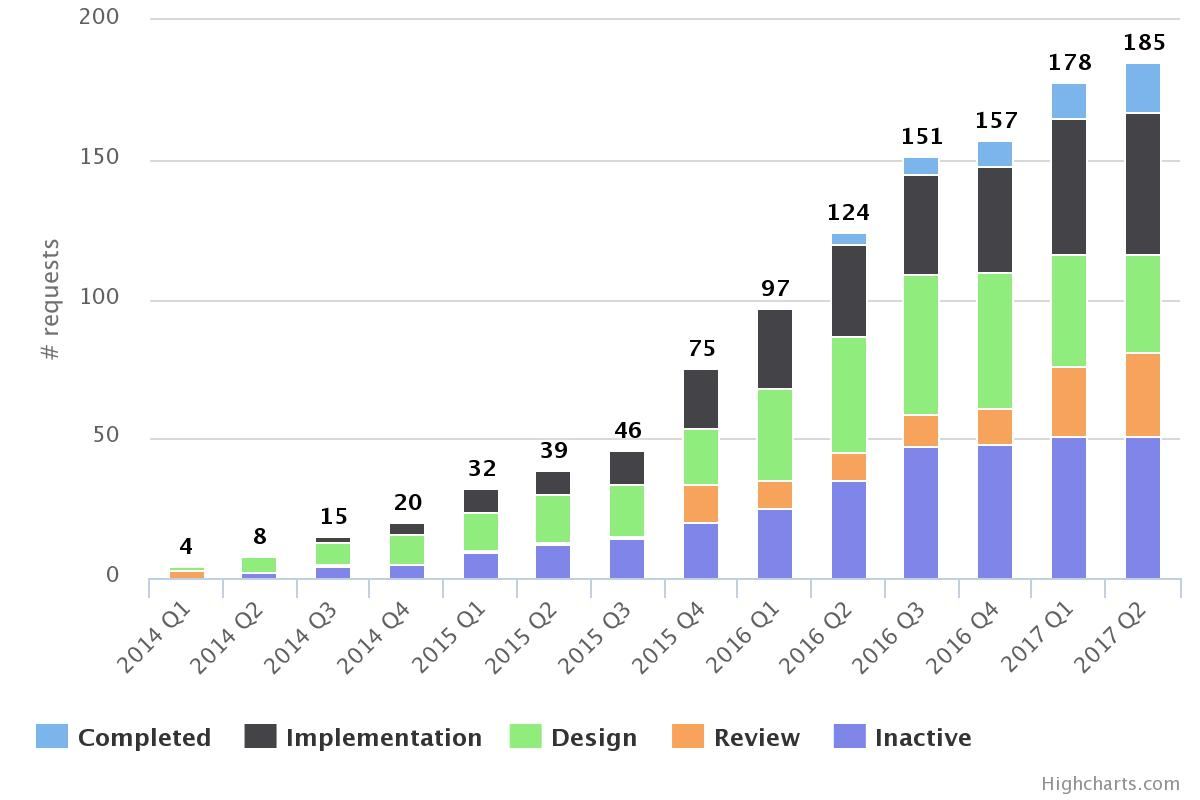 200
150
100
50
0
# requests
4
8
15
20
32
39
46
75
97
124
151
157
178
185
2014 Q1
2014 Q2
2014 Q3
2014 Q4
2015 Q1
2015 Q2
2015 Q3
2015 Q4
2016 Q1
2016 Q2
2016 Q3
2016 Q4
2017 Q1
2017 Q2
Completed Implementation Design Review Inactive
Highcharts.com